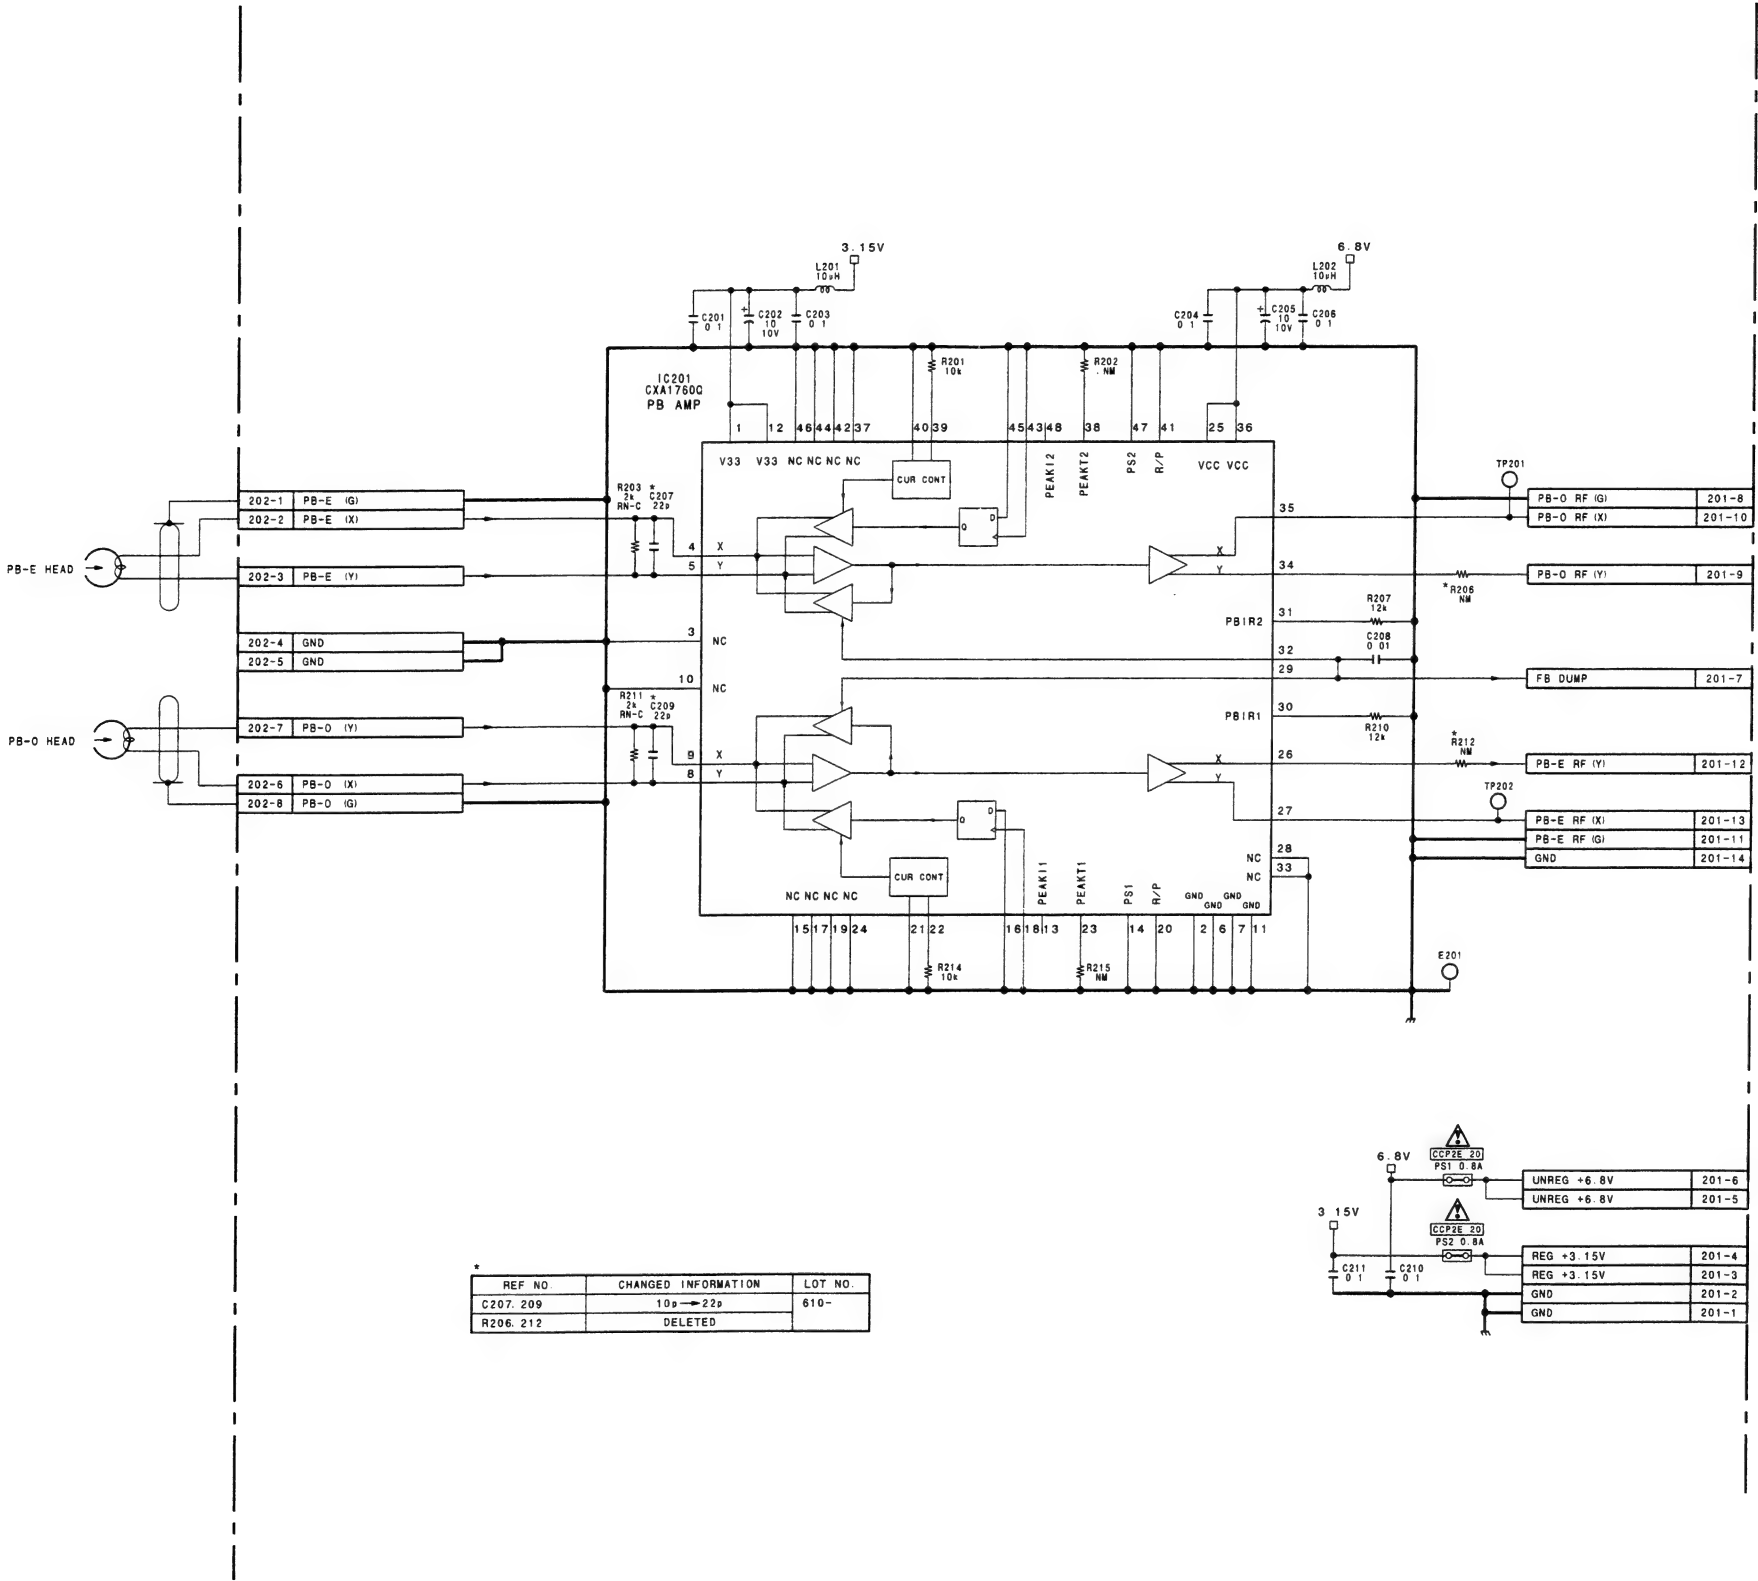 3.15V
L201
10μH
C201
0.1
C202
10
10V
C203
0.1
6.8V
L202
10μH
C204
0.1
C205
10
10V
C206
0.1
IC201
CXA1760Q
PB AMP
R201
10k
R202
NM
1 12 46 44 42 37 40 39 45 43 48 38 47 41 25 36
V33 V33 NC NC NC NC
CUR CONT
PEAKI2
PEAKT2
PS2
R/P
VCC VCC
TP201
202-1 PB-E (G)
202-2 PB-E (X)
R203
2k
RN-C
*
C207
22p
Q D
35
PB-O RF (G) 201-8
PB-O RF (X) 201-10
4 X
5 Y
X
Y
34
PB-E HEAD
202-3 PB-E (Y)
*R206
NM
PB-O RF (Y) 201-9
R207
12k
PBIR2 31
202-4 GND
202-5 GND
3 NC
C208
0.01
32
29
10 NC
FB DUMP 201-7
R211
2k
RN-C
*
C209
22p
PBIR1 30
R210
12k
PB-O HEAD
202-7 PB-O (Y)
*
R212
NM
9 X
8 Y
X
Y
26
PB-E RF (Y) 201-12
202-6 PB-O (X)
202-8 PB-O (G)
TP202
Q D
27
PB-E RF (X) 201-13
PB-E RF (G) 201-11
GND 201-14
NC 28
NC 33
CUR CONT
NC NC NC NC
PEAKI1
PEAKT1
PS1
R/P
GND GND GND GND
15 17 19 24 21 22 16 18 13 23 14 20 2 6 7 11
R214
10k
R215
NM
E201
6.8V
CCP2E 20
PS1 0.8A
UNREG +6.8V 201-6
UNREG +6.8V 201-5
3.15V
CCP2E 20
PS2 0.8A
REG +3.15V 201-4
REG +3.15V 201-3
C211
0.1
C210
0.1
GND 201-2
GND 201-1
*
REF NO. CHANGED INFORMATION LOT NO.
C207, 209 10p→22p 610-
R206, 212 DELETED